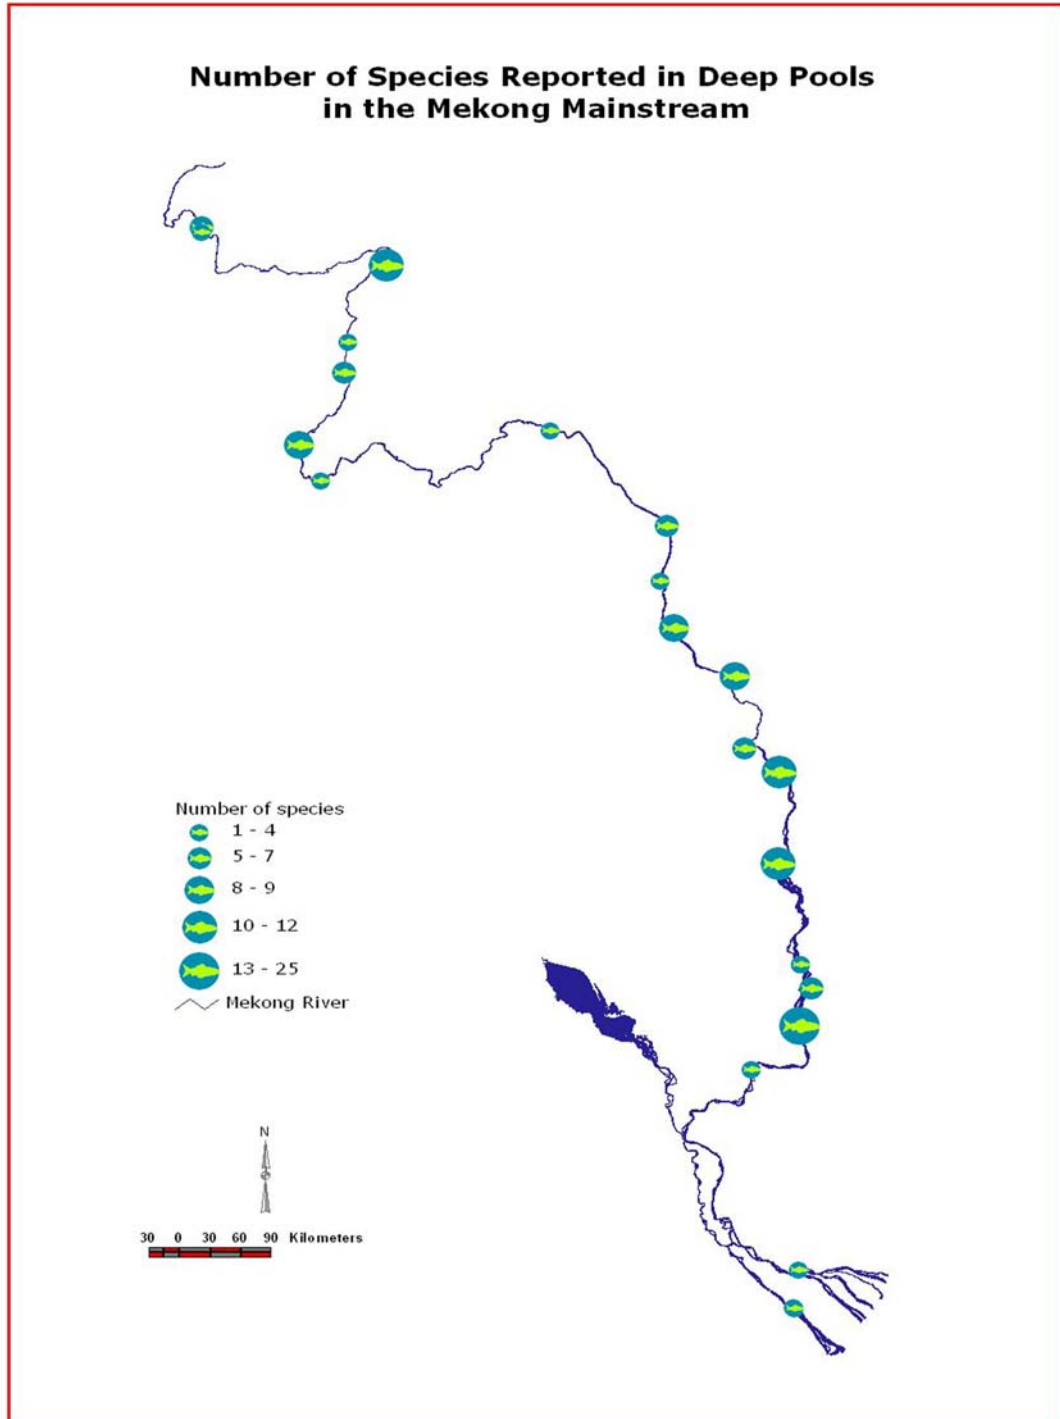 Number of Species Reported in Deep Pools
in the Mekong Mainstream
Number of species
1 - 4
5 - 7
8 - 9
10 - 12
13 - 25
Mekong River
N
30 0 30 60 90 Kilometers